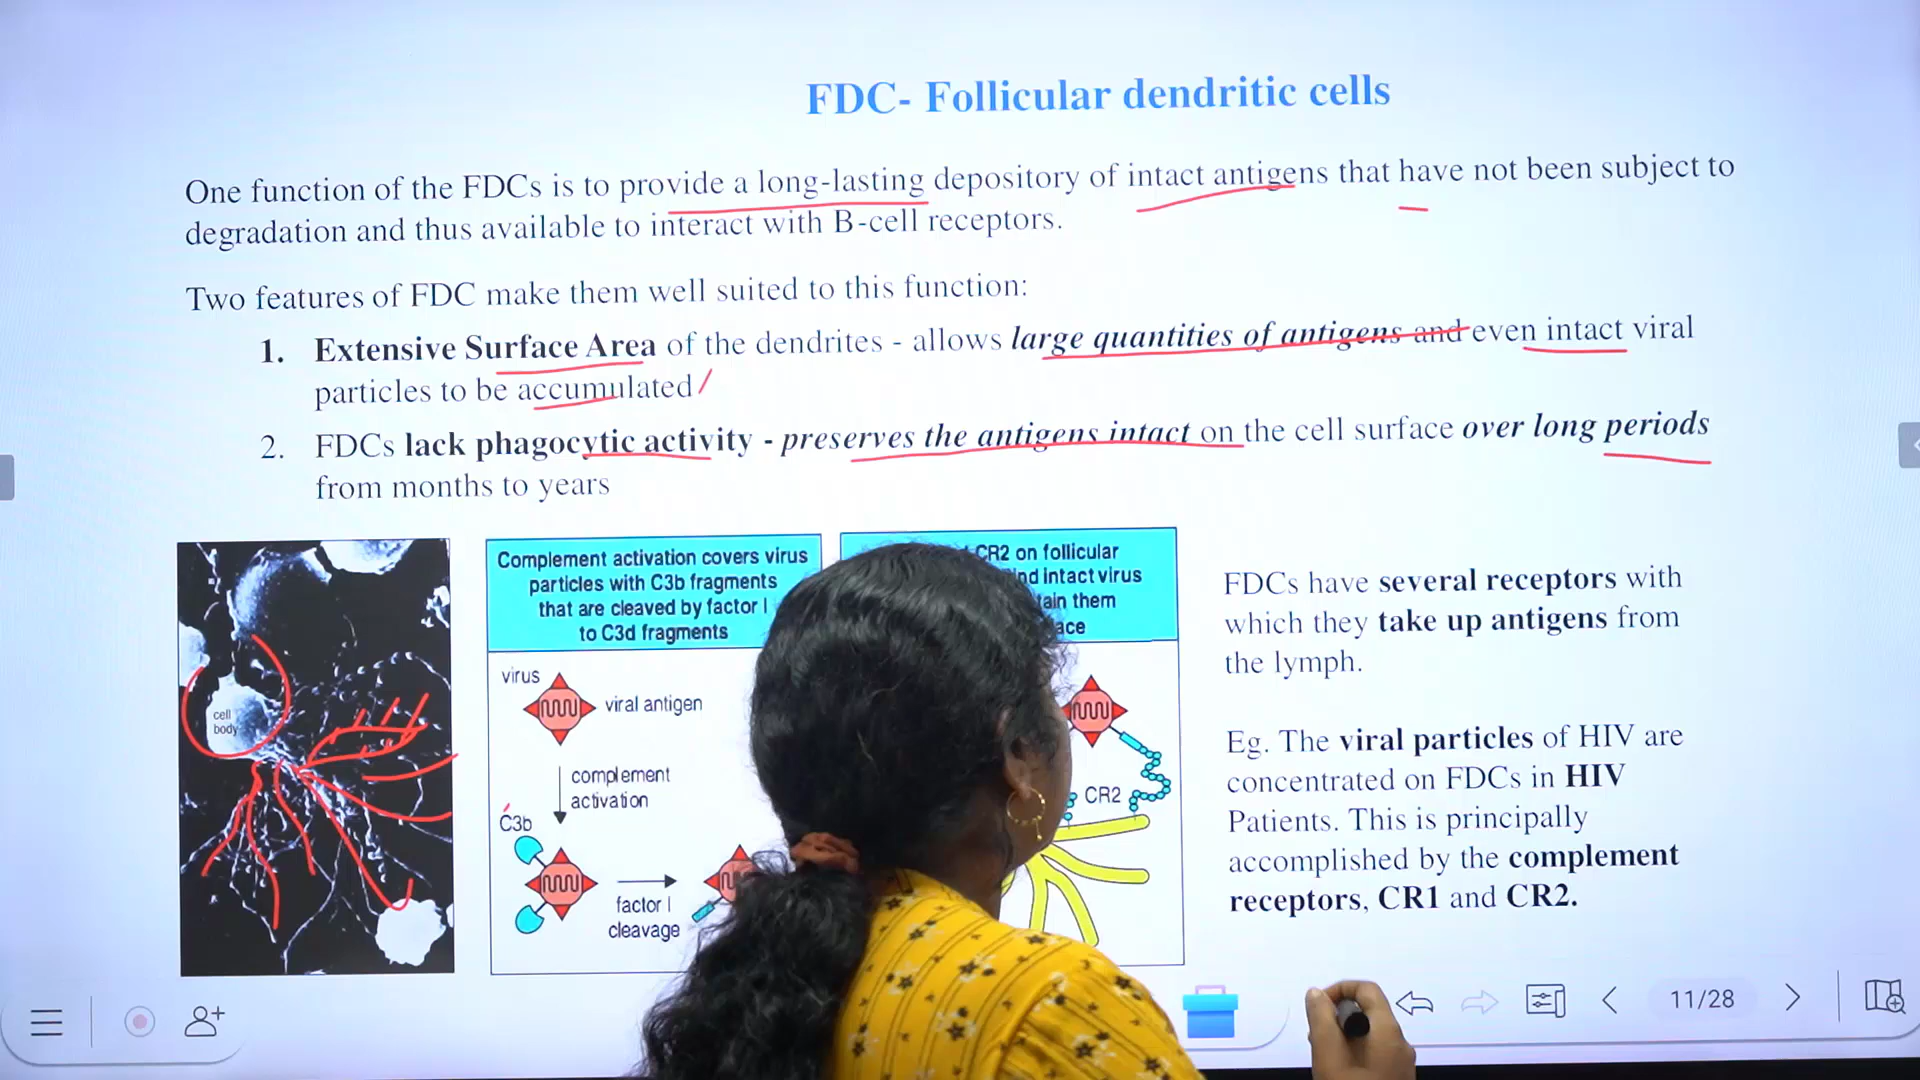 FDC- Follicular dendritic cells
One function of the FDCs is to provide a long-lasting depository of intact antigens that have not been subject to
degradation and thus available to interact with B-cell receptors.
Two features of FDC make them well suited to this function:
1. Extensive Surface Area of the dendrites - allows large quantities of antigens and even intact viral
particles to be accumulated
2. FDCs lack phagocytic activity - preserves the antigens intact on the cell surface over long periods
from months to years
cell
body
Complement activation covers virus
particles with C3b fragments
that are cleaved by factor I
to C3d fragments
virus
viral antigen
complement
activation
C3b
factor I
cleavage
CR2 on follicular
intact virus
them
CR2
FDCs have several receptors with
which they take up antigens from
the lymph.
Eg. The viral particles of HIV are
concentrated on FDCs in HIV
Patients. This is principally
accomplished by the complement
receptors, CR1 and CR2.
11/28